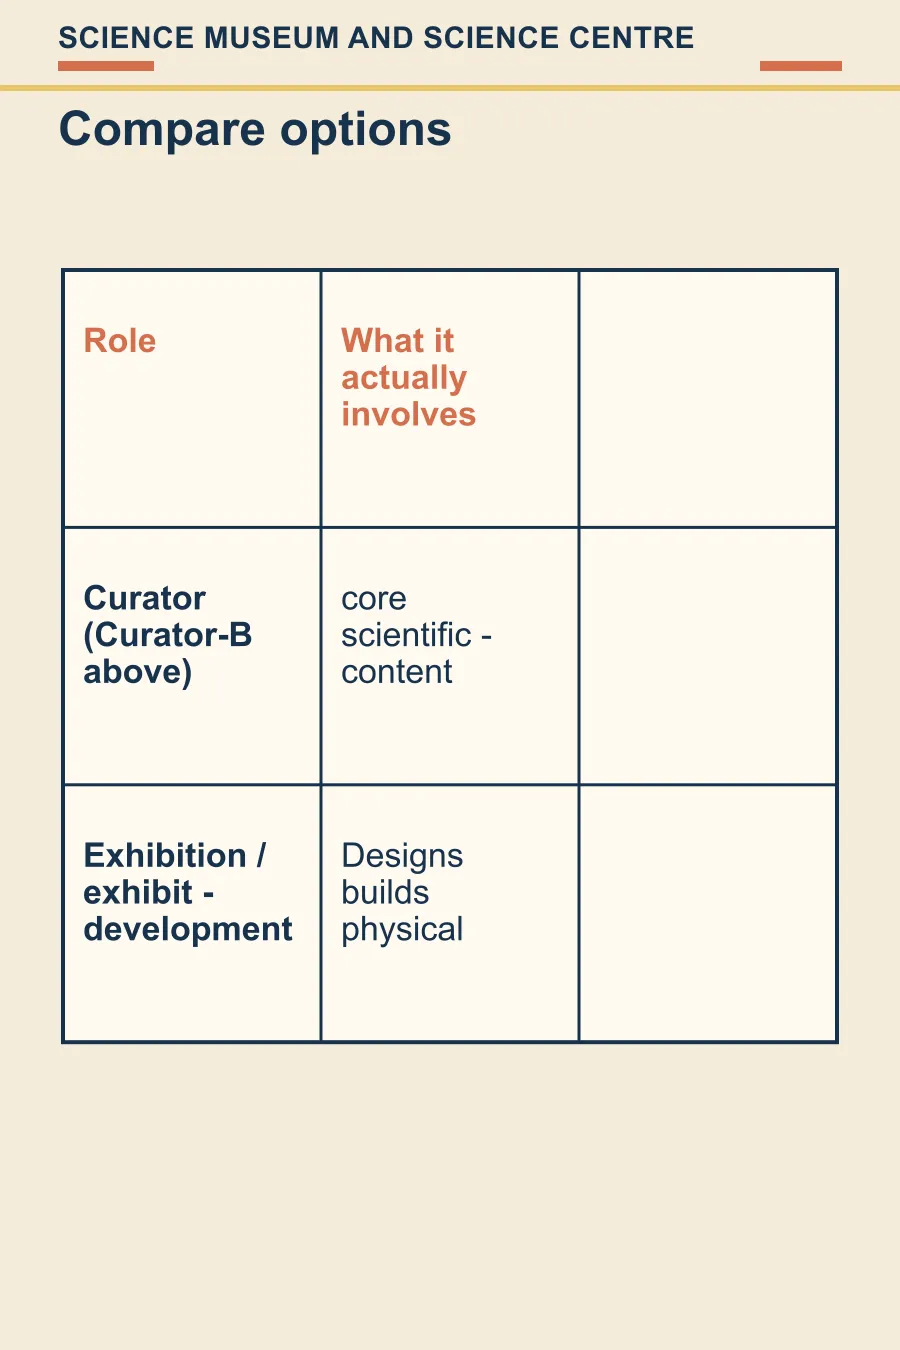 SCIENCE MUSEUM AND SCIENCE CENTRE
Compare options
Role
What it
actually
involves
Curator
(Curator-B
above)
core
scientific -
content
Exhibition /
exhibit -
development
Designs
builds
physical